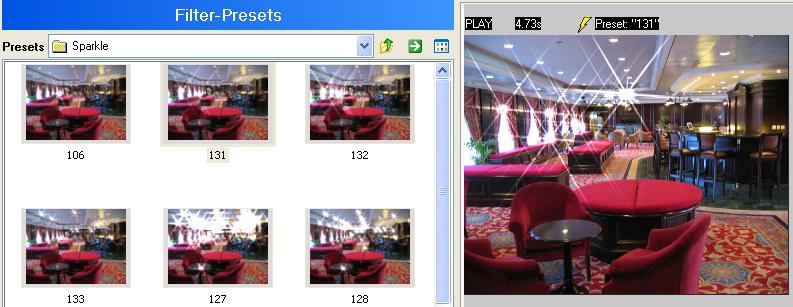 Filter-Presets
Presets Sparkle
106 131 132
133 127 128
PLAY 4.73s Preset: "131"